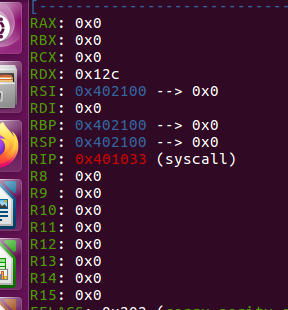 [----------------------------
RAX: 0x0
RBX: 0x0
RCX: 0x0
RDX: 0x12c
RSI: 0x402100 --> 0x0
RDI: 0x0
RBP: 0x402100 --> 0x0
RSP: 0x402100 --> 0x0
RIP: 0x401033 (syscall)
R8 : 0x0
R9 : 0x0
R10: 0x0
R11: 0x0
R12: 0x0
R13: 0x0
R14: 0x0
R15: 0x0